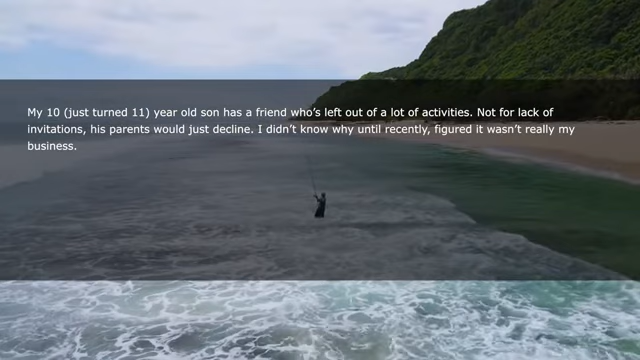 My 10 (just turned 11) year old son has a friend who’s left out of a lot of activities. Not for lack of
invitations, his parents would just decline. I didn’t know why until recently, figured it wasn’t really my
business.